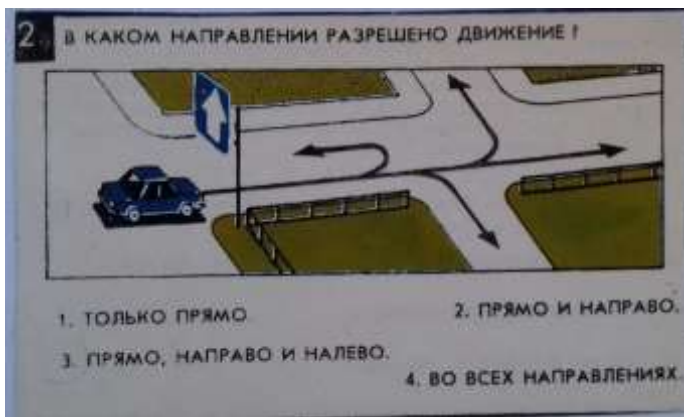 2. В КАКОМ НАПРАВЛЕНИИ РАЗРЕШЕНО ДВИЖЕНИЕ ?
1. ТОЛЬКО ПРЯМО.
2. ПРЯМО И НАПРАВО.
3. ПРЯМО, НАПРАВО И НАЛЕВО.
4. ВО ВСЕХ НАПРАВЛЕНИЯХ.